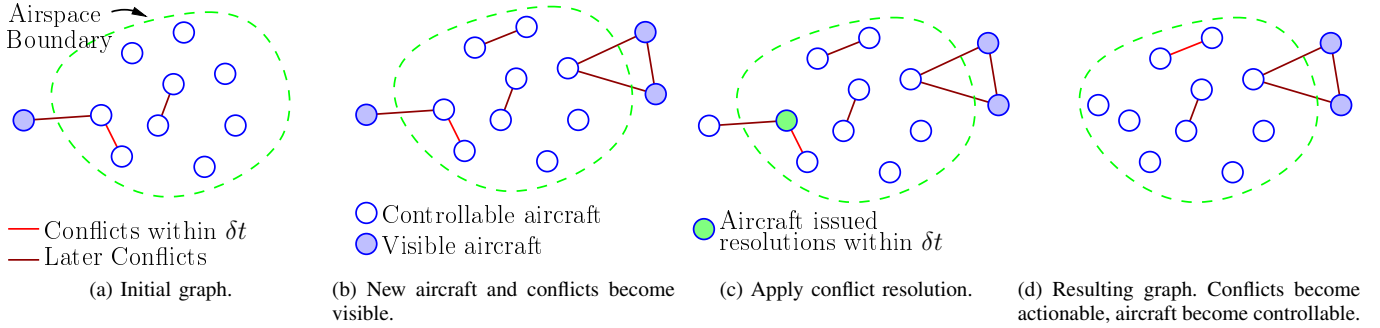 Airspace
Boundary
Conflicts within δt
Later Conflicts
(a) Initial graph.
Controllable aircraft
Visible aircraft
(b) New aircraft and conflicts become
visible.
Aircraft issued
resolutions within δt
(c) Apply conflict resolution.
(d) Resulting graph. Conflicts become
actionable, aircraft become controllable.